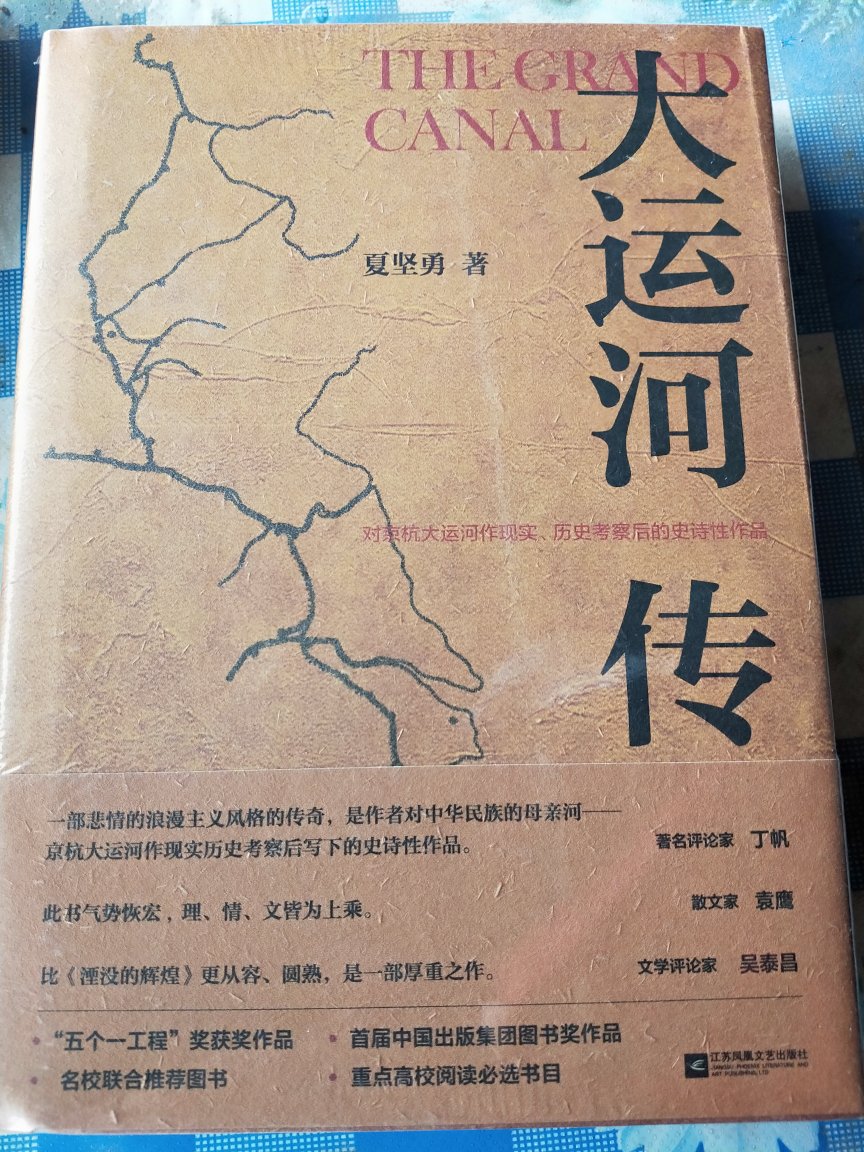 THE GRAND
CANAL
大运河 传
夏坚勇 著
对京杭大运河作现实、历史考察后的史诗性作品
一部悲情的浪漫主义风格的传奇，是作者对中华民族的母亲河——
京杭大运河作现实历史考察后写下的史诗性作品。
著名评论家 丁帆
此书气势恢宏，理、情、文皆为上乘。
散文家 袁鹰
比《湮没的辉煌》更从容、圆熟，是一部厚重之作。
文学评论家 吴泰昌
• “五个一工程”奖获奖作品
• 首届中国出版集团图书奖作品
• 名校联合推荐图书
• 重点高校阅读必选书目
江苏凤凰文艺出版社
JIANGSU PHOENIX LITERATURE AND
ART PUBLISHING, LTD